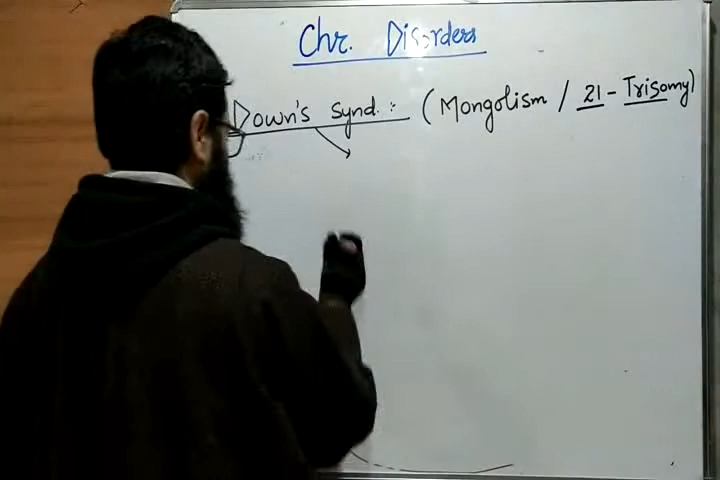 Chr. Disorders
Down's Synd. :- (Mongolism / 21 - Trisomy)